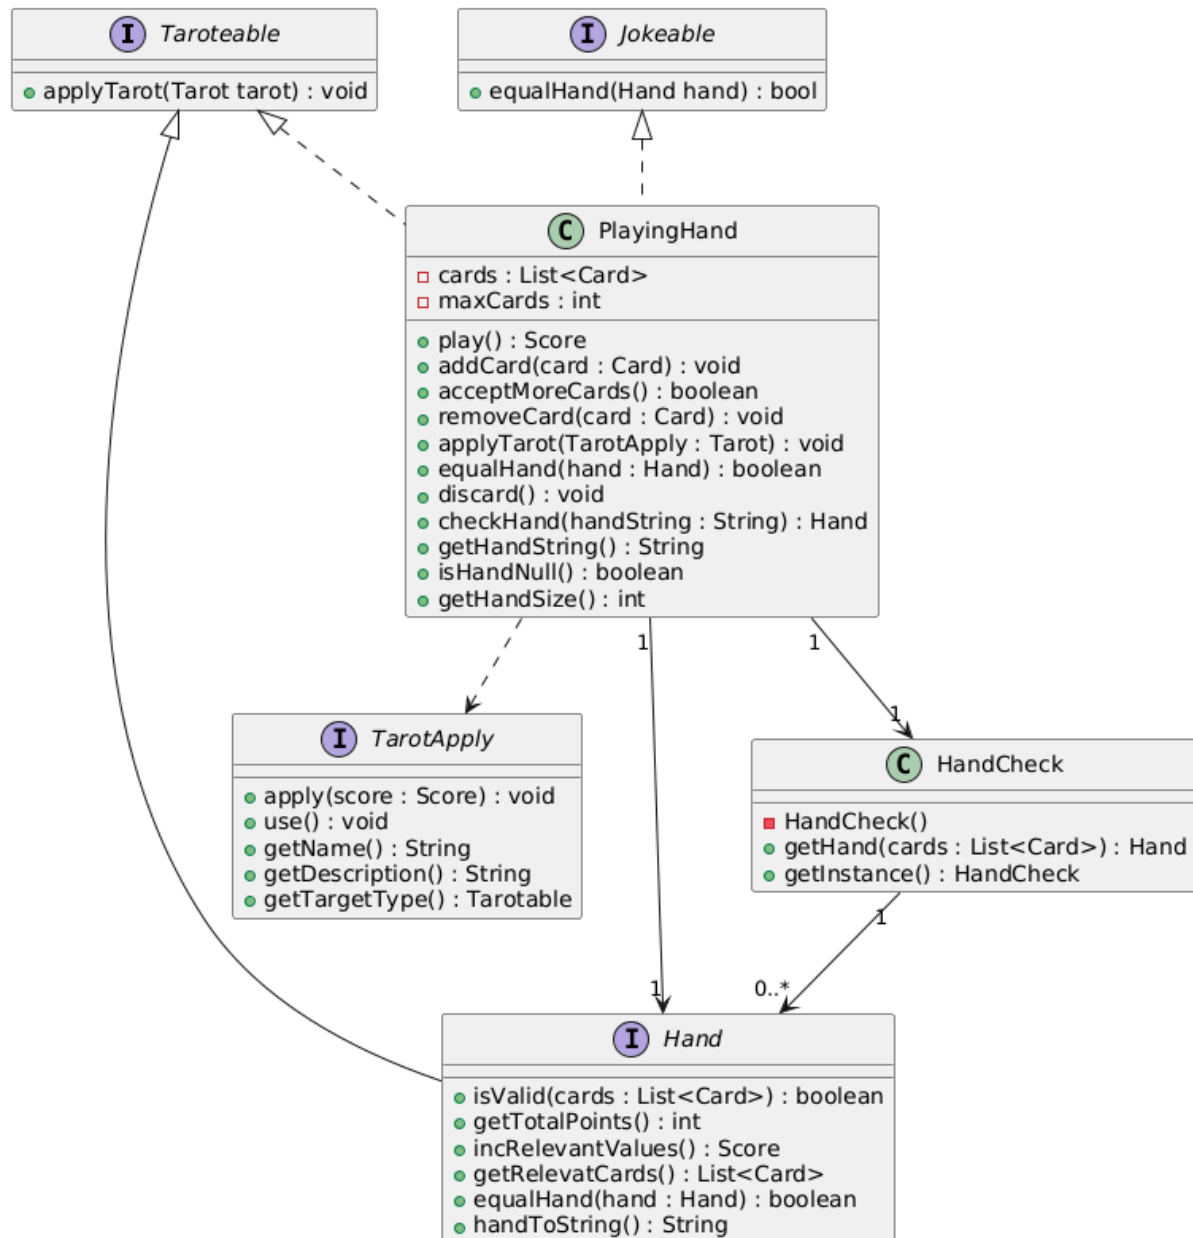 I Taroteable
applyTarot(Tarot tarot) : void
I Jokeable
equalHand(Hand hand) : bool
C PlayingHand
cards : List<Card>
maxCards : int
play() : Score
addCard(card : Card) : void
acceptMoreCards() : boolean
removeCard(card : Card) : void
applyTarot(TarotApply : Tarot) : void
equalHand(hand : Hand) : boolean
discard() : void
checkHand(handString : String) : Hand
getHandString() : String
isHandNull() : boolean
getHandSize() : int
1
1
1
I TarotApply
apply(score : Score) : void
use() : void
getName() : String
getDescription() : String
getTargetType() : Tarotable
C HandCheck
HandCheck()
getHand(cards : List<Card>) : Hand
getInstance() : HandCheck
1
1
0..*
I Hand
isValid(cards : List<Card>) : boolean
getTotalPoints() : int
incRelevantValues() : Score
getRelevatCards() : List<Card>
equalHand(hand : Hand) : boolean
handToString() : String